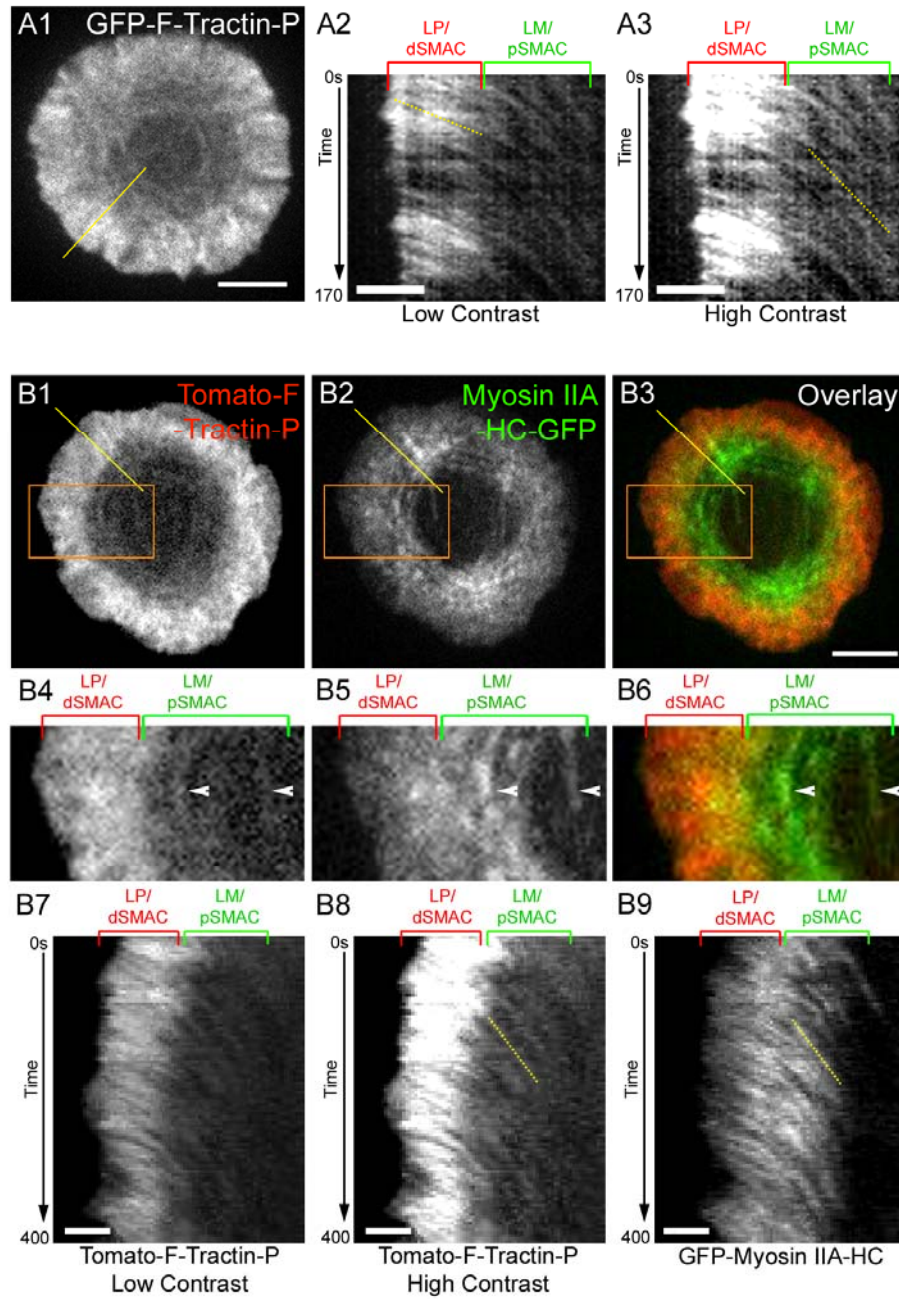 A1 GFP-F-Tractin-P
A2
LP/
dSMAC
LM/
pSMAC
0s
Time
170
Low Contrast
A3
LP/
dSMAC
LM/
pSMAC
0s
Time
170
High Contrast
B1
Tomato-F
-Tractin-P
B2
Myosin IIA
-HC-GFP
B3
Overlay
B4
LP/
dSMAC
LM/
pSMAC
B5
LP/
dSMAC
LM/
pSMAC
B6
LP/
dSMAC
LM/
pSMAC
B7
LP/
dSMAC
LM/
pSMAC
0s
Time
400
Tomato-F-Tractin-P
Low Contrast
B8
LP/
dSMAC
LM/
pSMAC
0s
Time
400
Tomato-F-Tractin-P
High Contrast
B9
LP/
dSMAC
LM/
pSMAC
0s
Time
400
GFP-Myosin IIA-HC